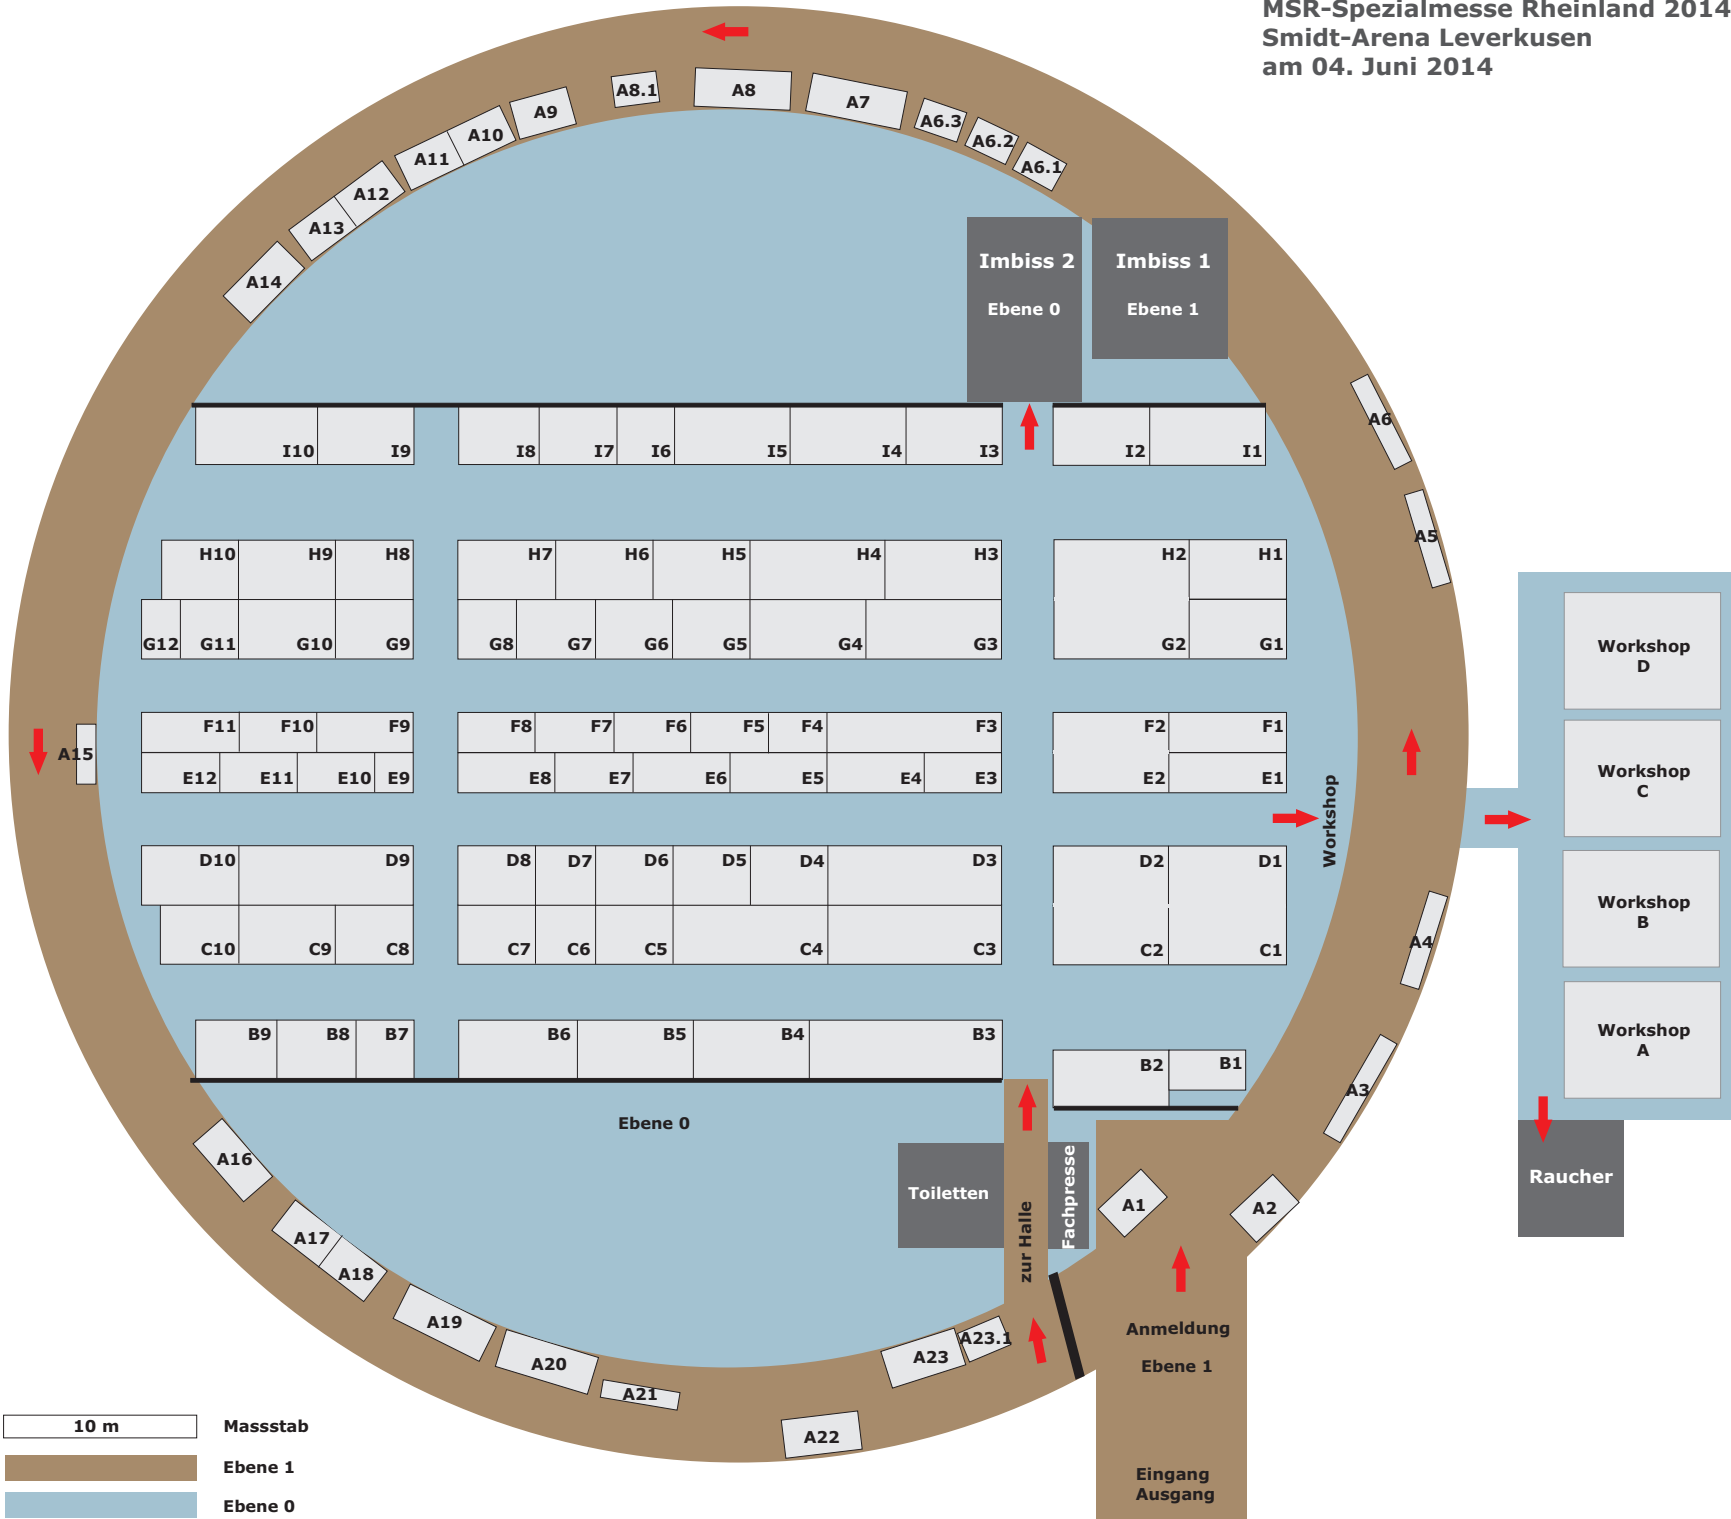 MSR-Spezialmesse Rheinland 2014
Smidt-Arena Leverkusen
am 04. Juni 2014
A8.1
A8
A7
A9
A6.3
A10
A6.2
A11
A6.1
A12
A13
A14
Imbiss 2
Ebene 0
Imbiss 1
Ebene 1
A6
I10
I9
I8
I7
I6
I5
I4
I3
I2
I1
A5
H10
H9
H8
H7
H6
H5
H4
H3
H2
H1
G12
G11
G10
G9
G8
G7
G6
G5
G4
G3
G2
G1
Workshop
D
F11
F10
F9
F8
F7
F6
F5
F4
F3
F2
F1
A15
E12
E11
E10
E9
E8
E7
E6
E5
E4
E3
E2
E1
Workshop
C
Workshop
D10
D9
D8
D7
D6
D5
D4
D3
D2
D1
Workshop
B
C10
C9
C8
C7
C6
C5
C4
C3
C2
C1
A4
B9
B8
B7
B6
B5
B4
B3
B2
B1
Workshop
A
A3
Ebene 0
A16
Toiletten
zur Halle
Fachpresse
A1
A2
Raucher
A17
A18
A19
A20
A21
A22
A23
A23.1
Anmeldung
Ebene 1
Eingang
Ausgang
10 m
Massstab
Ebene 1
Ebene 0